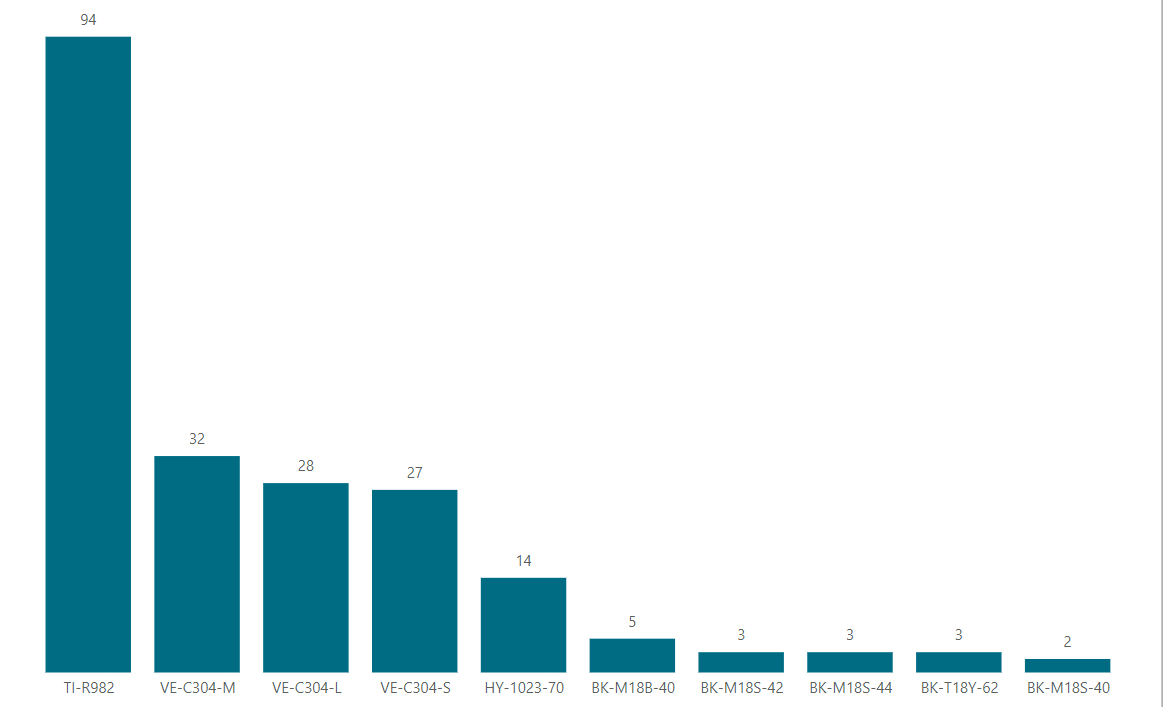 94
32
28
27
14
5
3
3
3
2
TI-R982
VE-C304-M
VE-C304-L
VE-C304-S
HY-1023-70
BK-M18B-40
BK-M18S-42
BK-M18S-44
BK-T18Y-62
BK-M18S-40